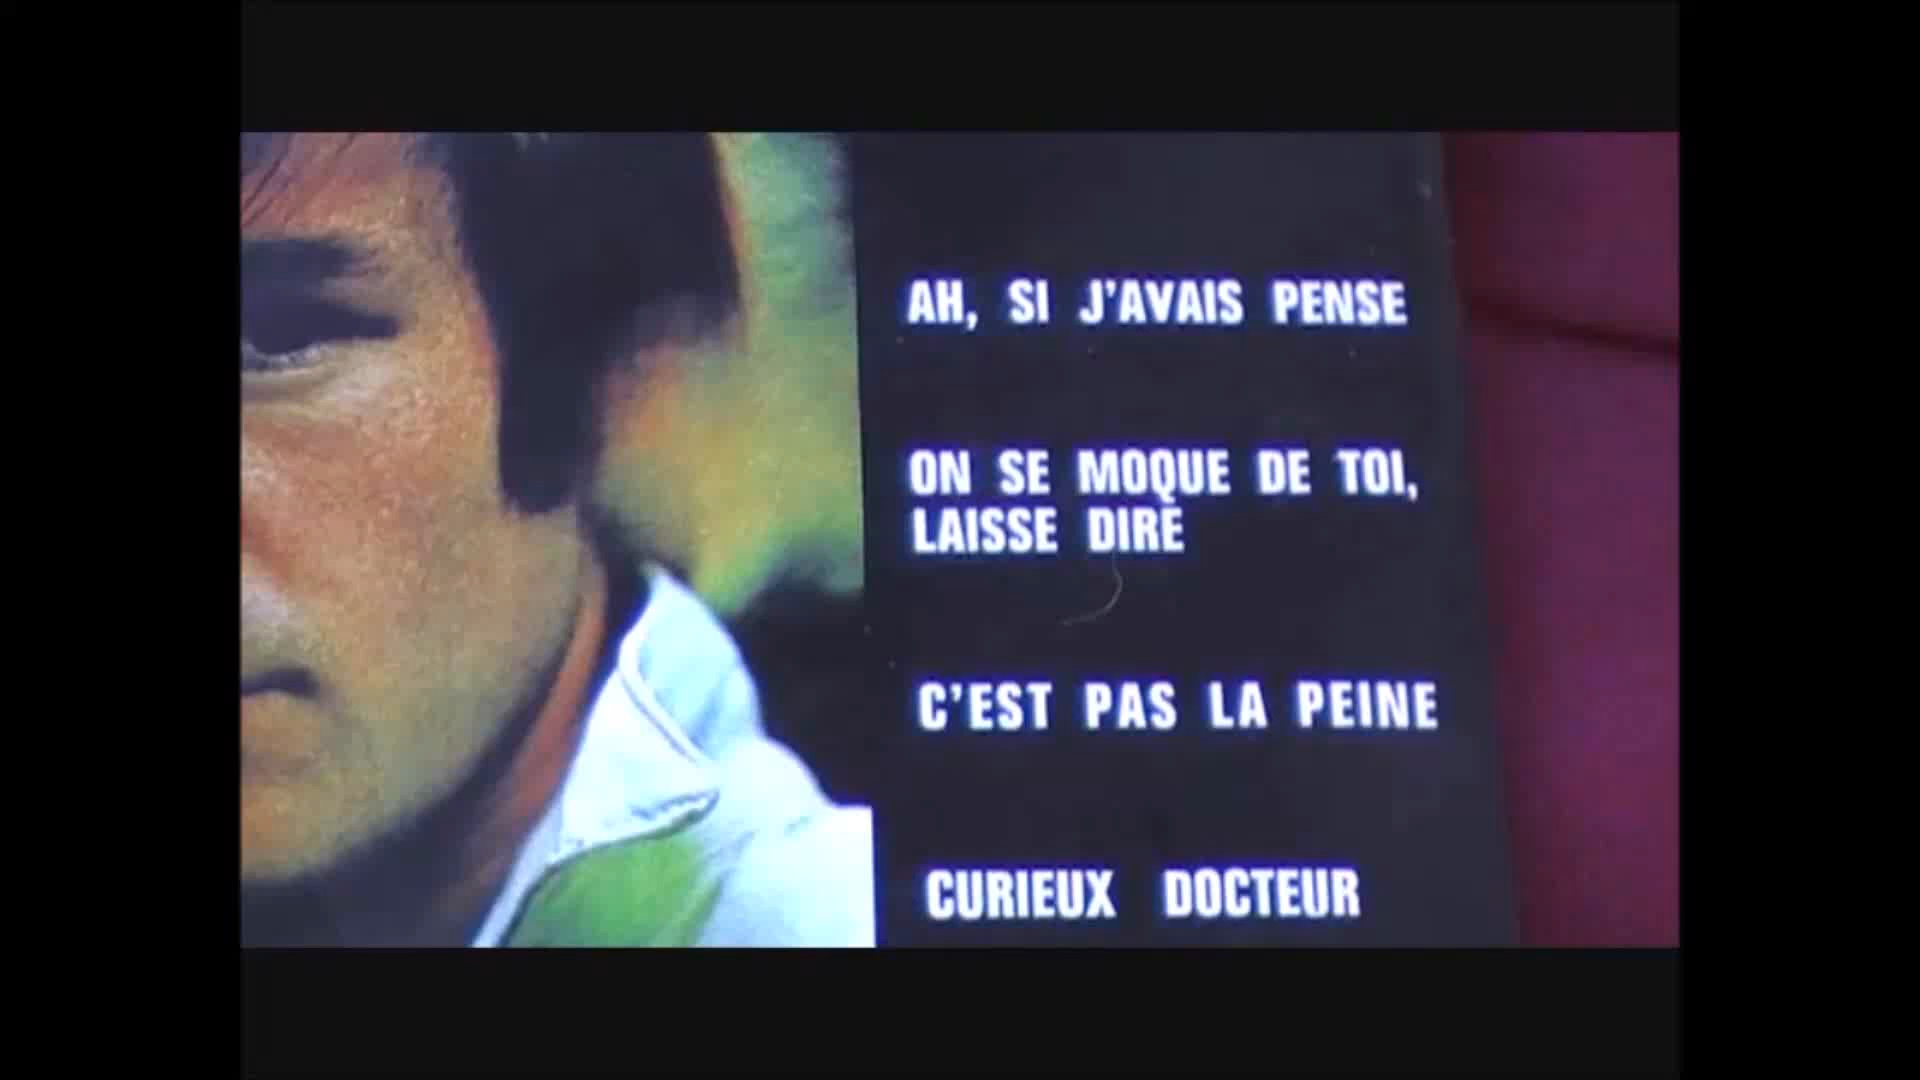 AH, SI J'AVAIS PENSE
ON SE MOQUE DE TOI,
LAISSE DIRE
C'EST PAS LA PEINE
CURIEUX DOCTEUR